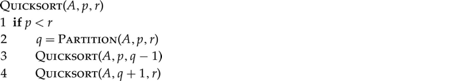 QUICKSORT(A, p, r)
1 if p < r
2 q = PARTITION(A, p, r)
3 QUICKSORT(A, p, q − 1)
4 QUICKSORT(A, q + 1, r)